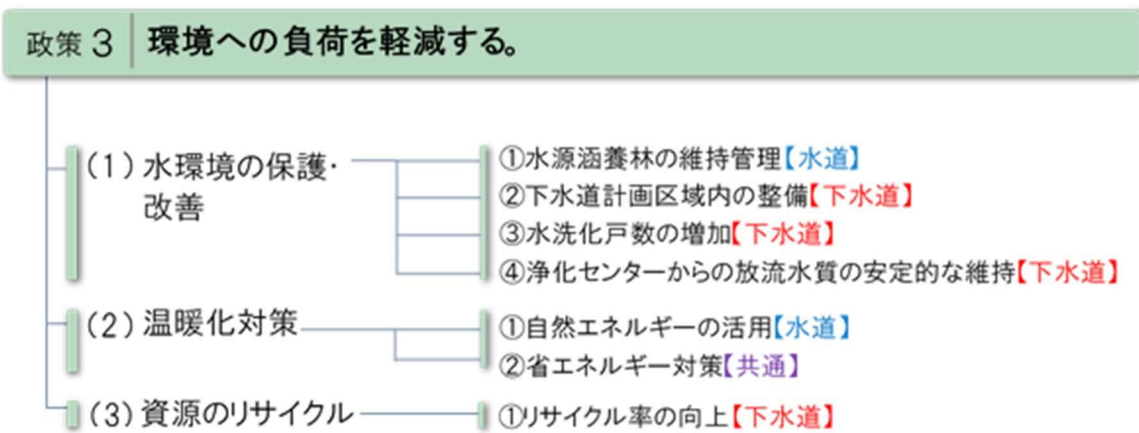 政策 3 環境への負荷を軽減する。
(1) 水環境の保護・
改善
①水源涵養林の維持管理【水道】
②下水道計画区域内の整備【下水道】
③水洗化戸数の増加【下水道】
④浄化センターからの放流水質の安定的な維持【下水道】
(2) 温暖化対策
①自然エネルギーの活用【水道】
②省エネルギー対策【共通】
(3) 資源のリサイクル
①リサイクル率の向上【下水道】